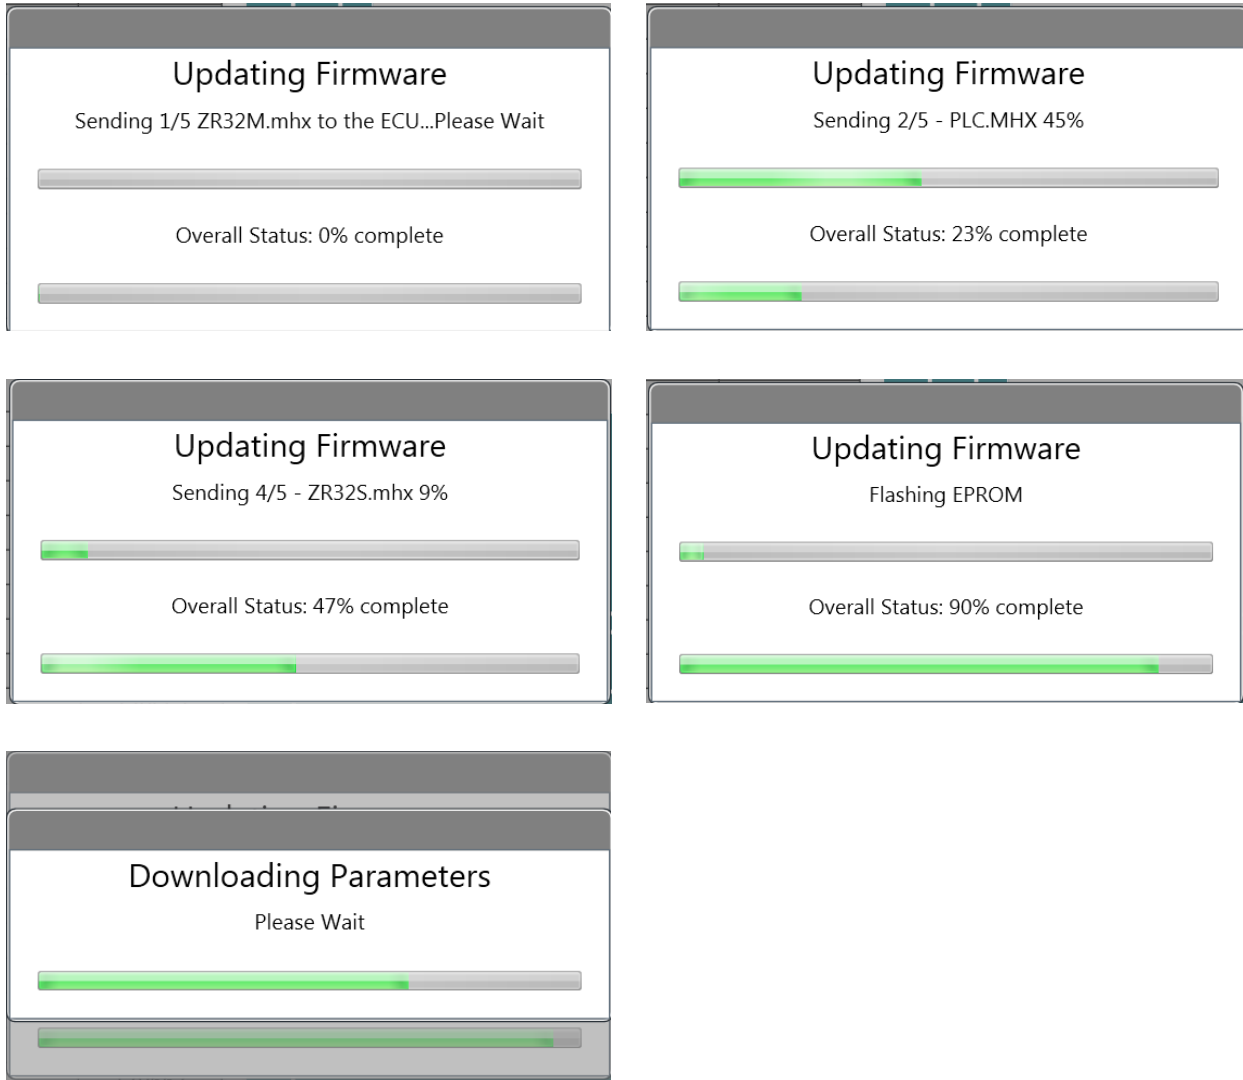 Updating Firmware
Sending 1/5 ZR32M.mhx to the ECU...Please Wait
Overall Status: 0% complete
Updating Firmware
Sending 2/5 - PLC.MHX 45%
Overall Status: 23% complete
Updating Firmware
Sending 4/5 - ZR32S.mhx 9%
Overall Status: 47% complete
Updating Firmware
Flashing EPROM
Overall Status: 90% complete
Downloading Parameters
Please Wait